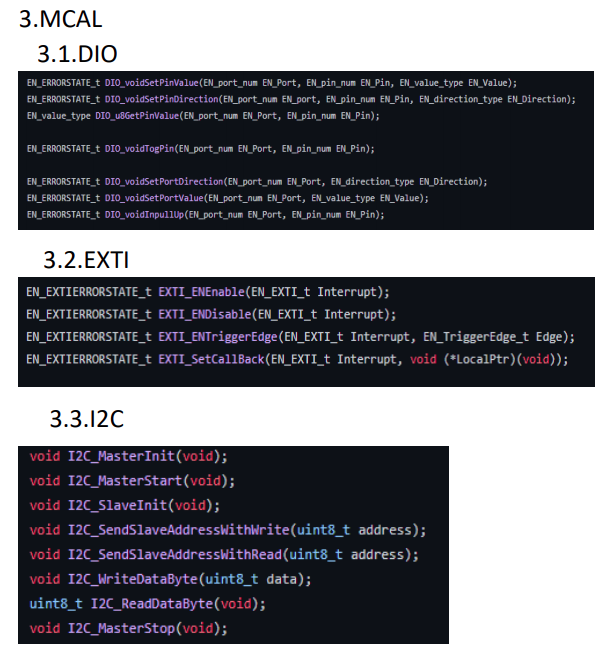 3.MCAL
3.1.DIO
EN_ERRORSTATE_t DIO_voidSetPinValue(EN_port_num EN_Port, EN_pin_num EN_Pin, EN_value_type EN_Value);
EN_ERRORSTATE_t DIO_voidSetPinDirection(EN_port_num EN_port, EN_pin_num EN_Pin, EN_direction_type EN_Direction);
EN_value_type DIO_u8GetPinValue(EN_port_num EN_Port, EN_pin_num EN_Pin);
EN_ERRORSTATE_t DIO_voidTogPin(EN_port_num EN_Port, EN_pin_num EN_Pin);
EN_ERRORSTATE_t DIO_voidSetPortDirection(EN_port_num EN_Port, EN_direction_type EN_Direction);
EN_ERRORSTATE_t DIO_voidSetPortValue(EN_port_num EN_Port, EN_value_type EN_Value);
EN_ERRORSTATE_t DIO_voidInpullUp(EN_port_num EN_Port, EN_pin_num EN_Pin);
3.2.EXTI
EN_EXTIERRORSTATE_t EXTI_ENEnable(EN_EXTI_t Interrupt);
EN_EXTIERRORSTATE_t EXTI_ENDisable(EN_EXTI_t Interrupt);
EN_EXTIERRORSTATE_t EXTI_ENTriggerEdge(EN_EXTI_t Interrupt, EN_TriggerEdge_t Edge);
EN_EXTIERRORSTATE_t EXTI_SetCallBack(EN_EXTI_t Interrupt, void (*LocalPtr)(void));
3.3.I2C
void I2C_MasterInit(void);
void I2C_MasterStart(void);
void I2C_SlaveInit(void);
void I2C_SendSlaveAddressWithWrite(uint8_t address);
void I2C_SendSlaveAddressWithRead(uint8_t address);
void I2C_WriteDataByte(uint8_t data);
uint8_t I2C_ReadDataByte(void);
void I2C_MasterStop(void);